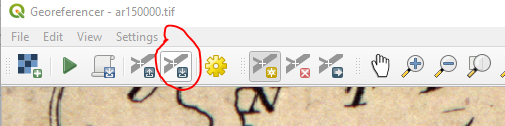 Georeferencer - ar150000.tif
File Edit View Settings